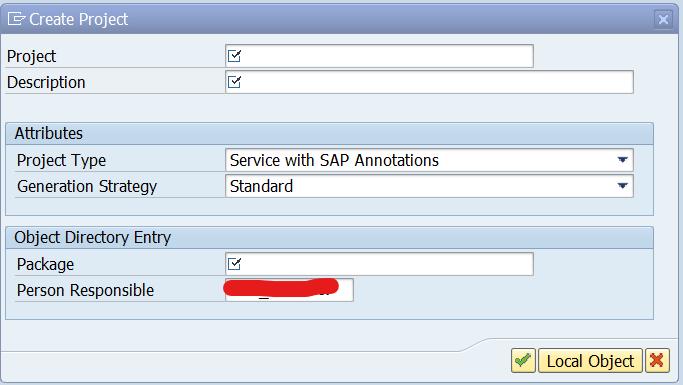 Create Project
Project
Description
Attributes
Project Type Service with SAP Annotations
Generation Strategy Standard
Object Directory Entry
Package
Person Responsible
Local Object